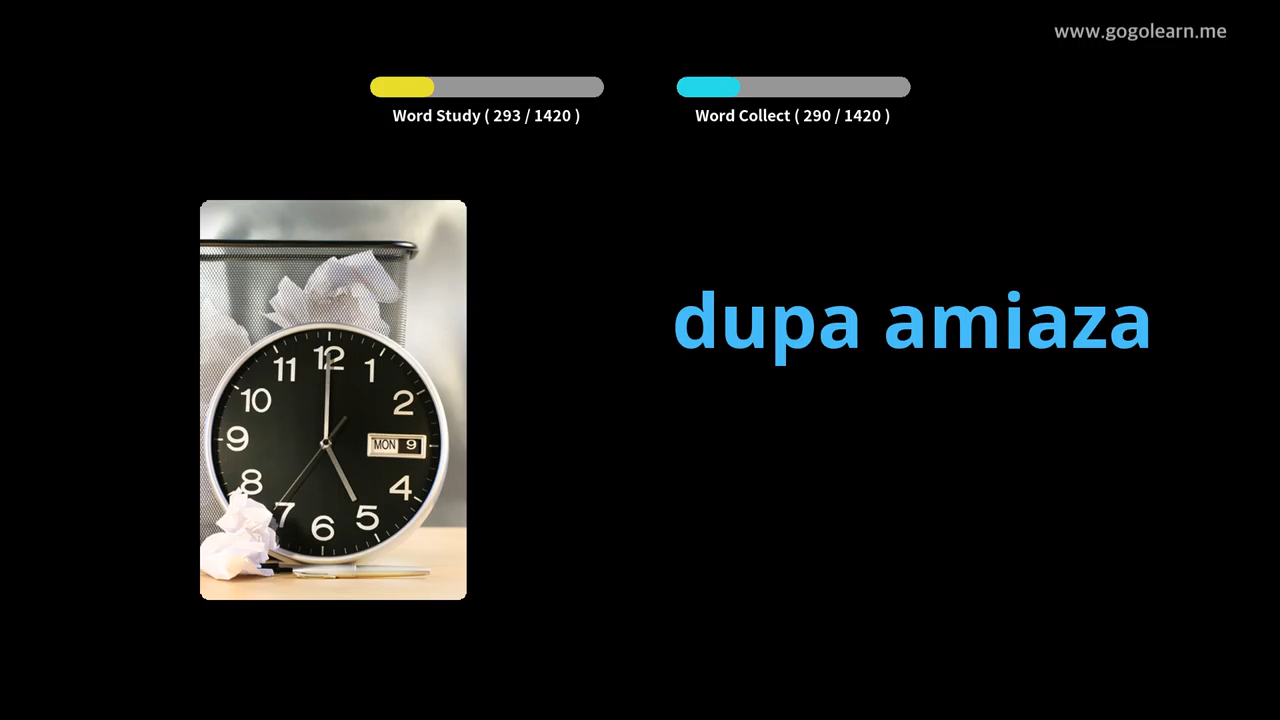 www.gogolearn.me
Word Study ( 293 / 1420 )
Word Collect ( 290 / 1420 )
dupa amiaza
12
11
1
10
2
9
MON 9
8
4
7
5
6